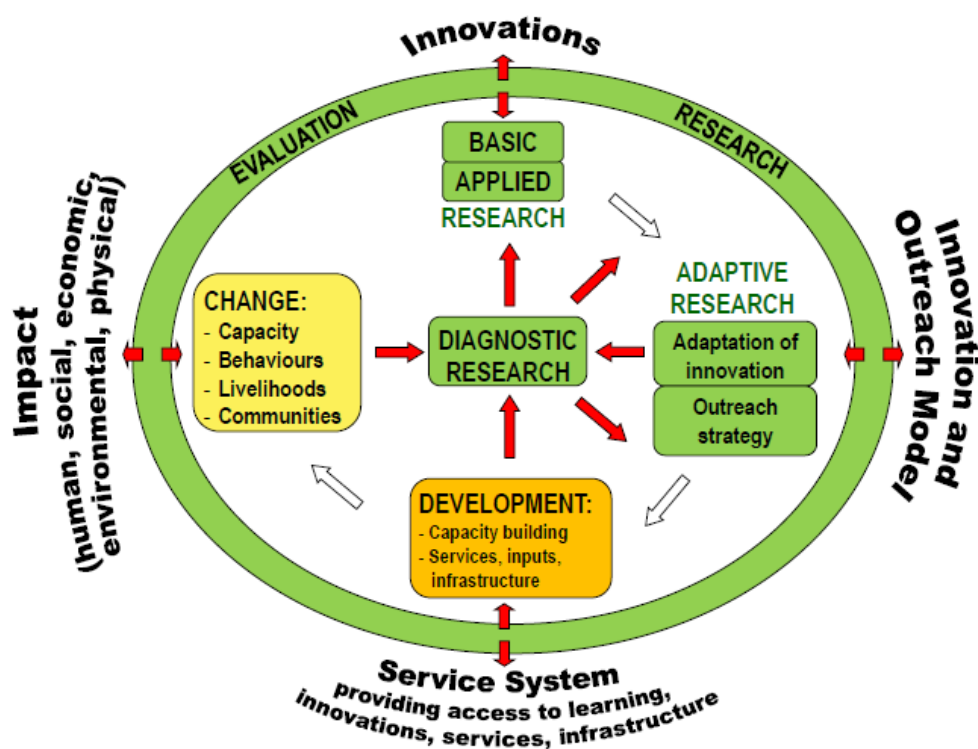 Innovations
EVALUATION
RESEARCH
BASIC
APPLIED
RESEARCH
ADAPTIVE
RESEARCH
Adaptation of
innovation
Outreach
strategy
CHANGE:
- Capacity
- Behaviours
- Livelihoods
- Communities
DIAGNOSTIC
RESEARCH
DEVELOPMENT:
- Capacity building
- Services, inputs,
infrastructure
Impact
(human, social, economic,
environmental, physical)
Innovation and
Outreach Model
Service System
providing access to learning,
innovations, services, infrastructure